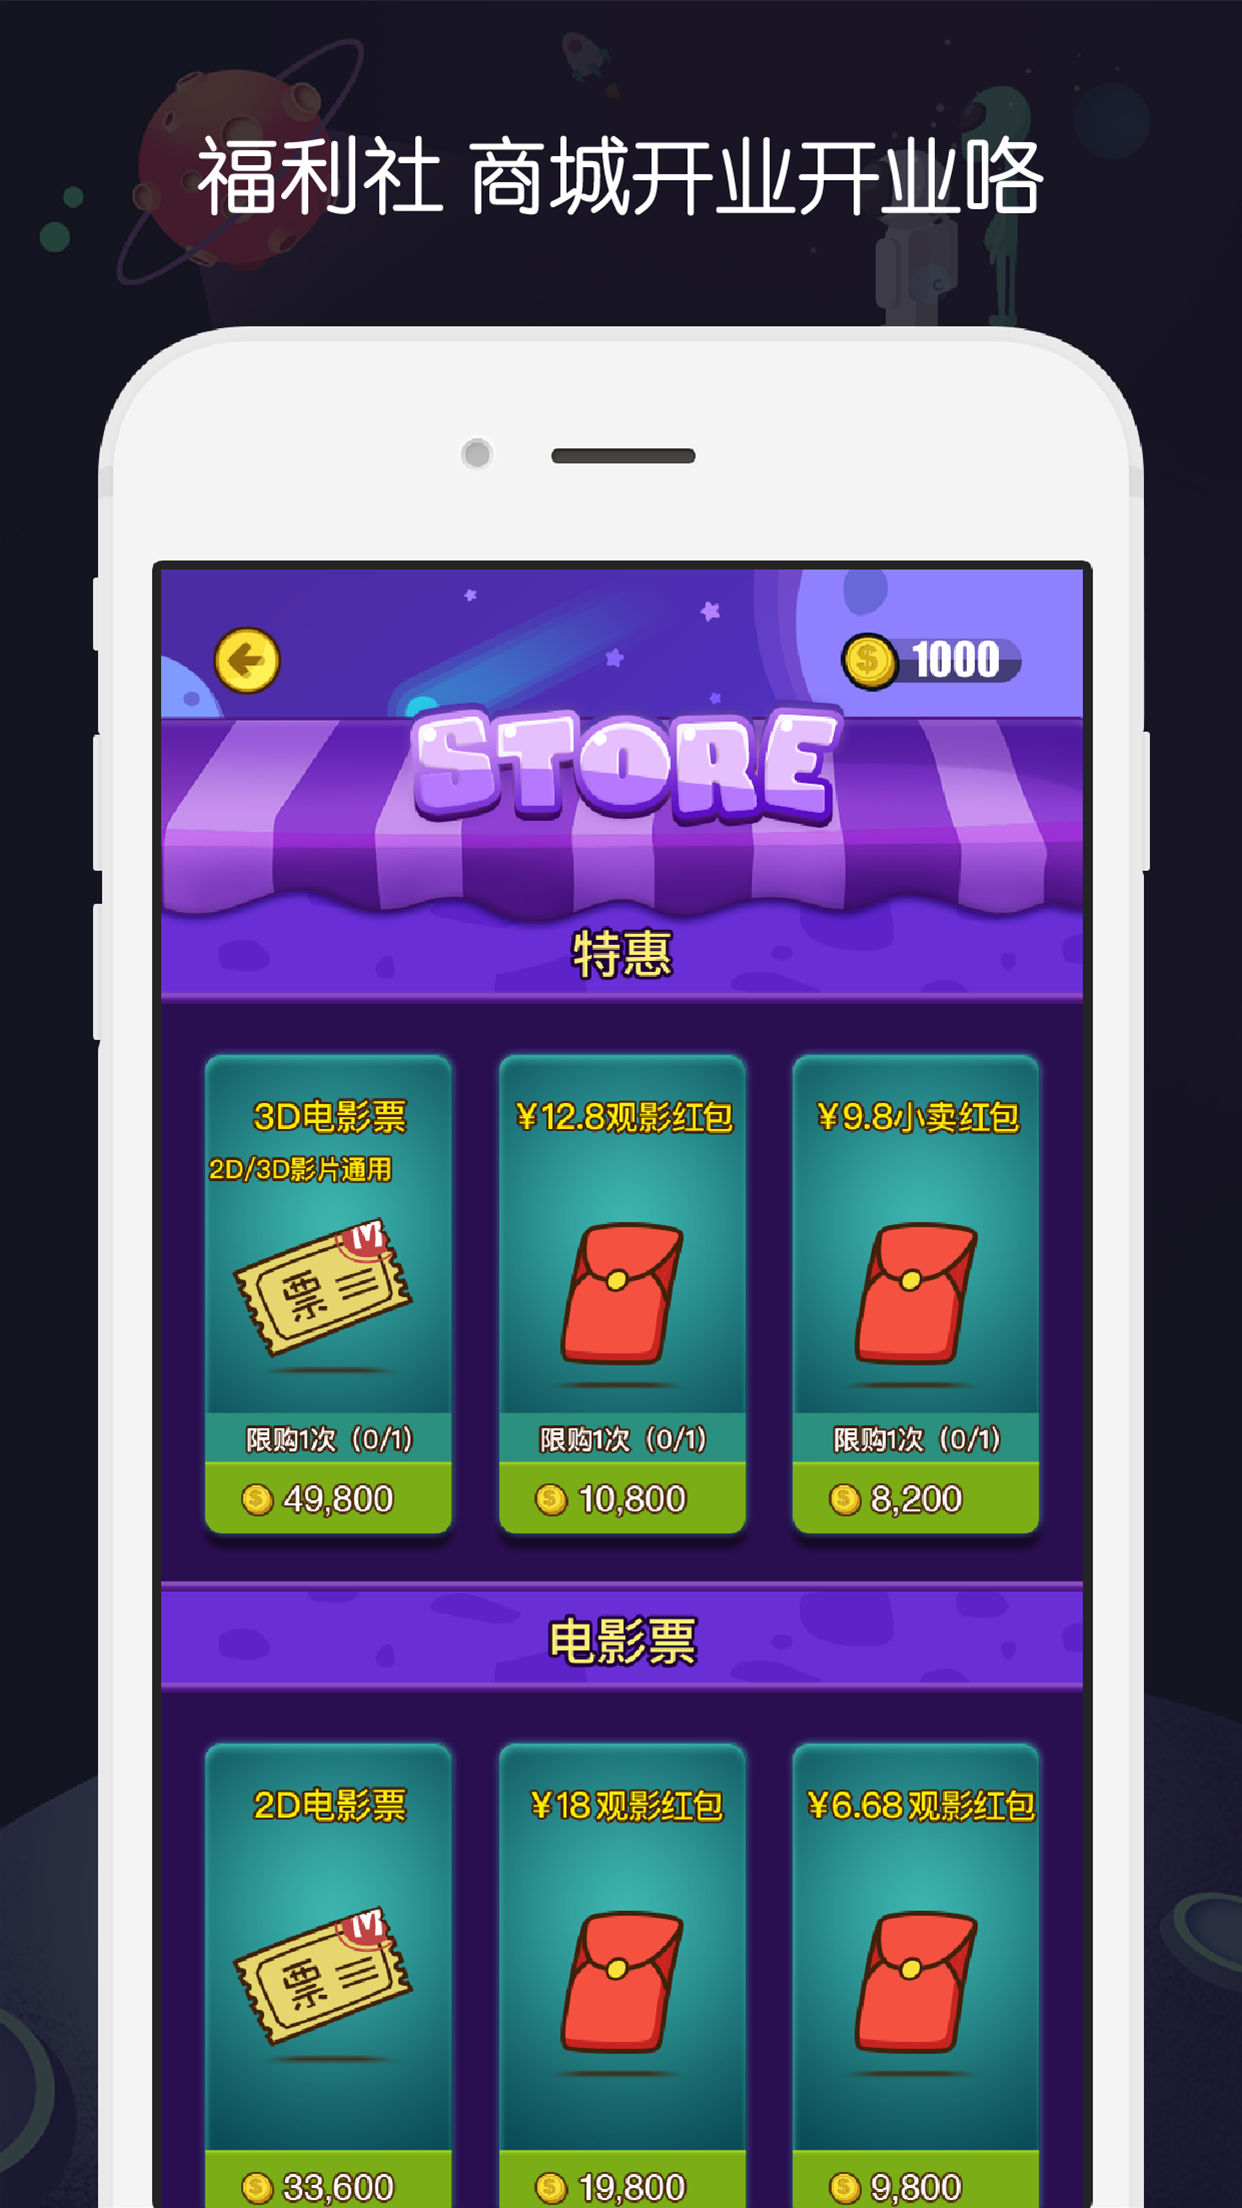 福利社 商城开业开业咯
1000
STORE
特惠
3D电影票
2D/3D影片通用
M
票
限购1次（0/1）
49,800
¥12.8观影红包
限购1次（0/1）
10,800
¥9.8小卖红包
限购1次（0/1）
8,200
电影票
2D电影票
M
票
33,600
¥18观影红包
19,800
¥6.68观影红包
9,800